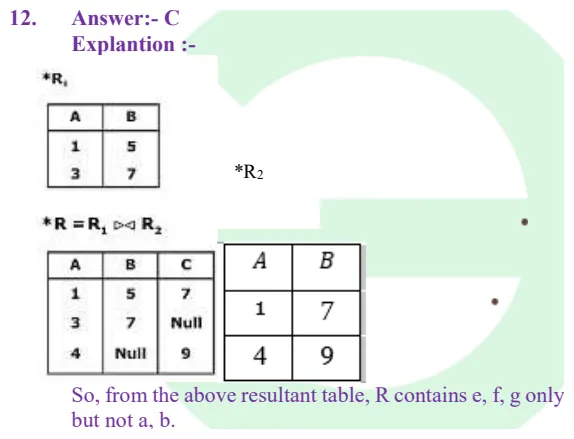 12. Answer:- C
Explantion :-
*R₁
A B
1 5
3 7
*R₂
*R = R₁ ⋈ R₂
A B C
1 5 7
3 7 Null
4 Null 9
A B
1 7
4 9
So, from the above resultant table, R contains e, f, g only
but not a, b.